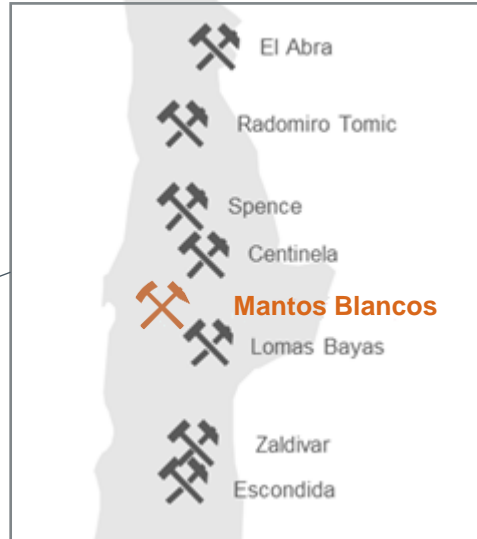 El Abra
Radomiro Tomic
Spence
Centinela
Mantos Blancos
Lomas Bayas
Zaldivar
Escondida